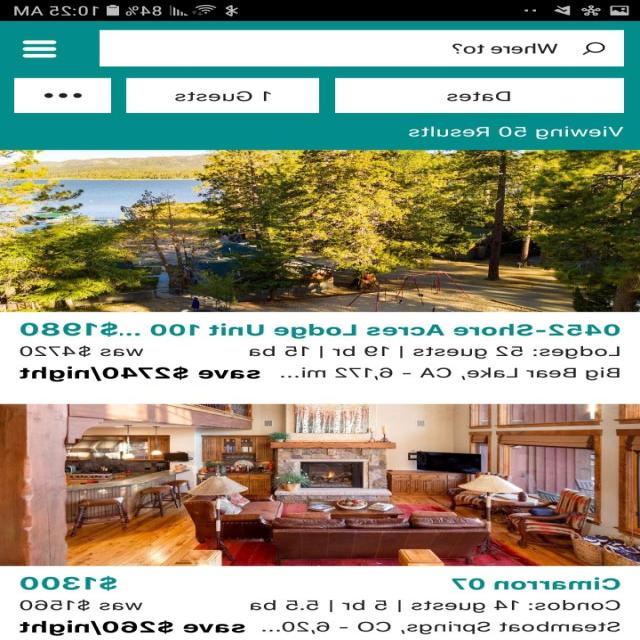 84% 10:25 AM
Where to?
Dates
1 Guests
•••
Viewing 50 Results
0452-Shore Acres Lodge Unit 100 ... $1980
Lodges: 52 guests | 19 br | 15 ba was $4720
Big Bear Lake, CA - 6,172 mi... save $2740/night
Cimarron 07 $1300
Condos: 14 guests | 5 br | 5.5 ba was $1560
Steamboat Springs, CO - 6,20... save $260/night